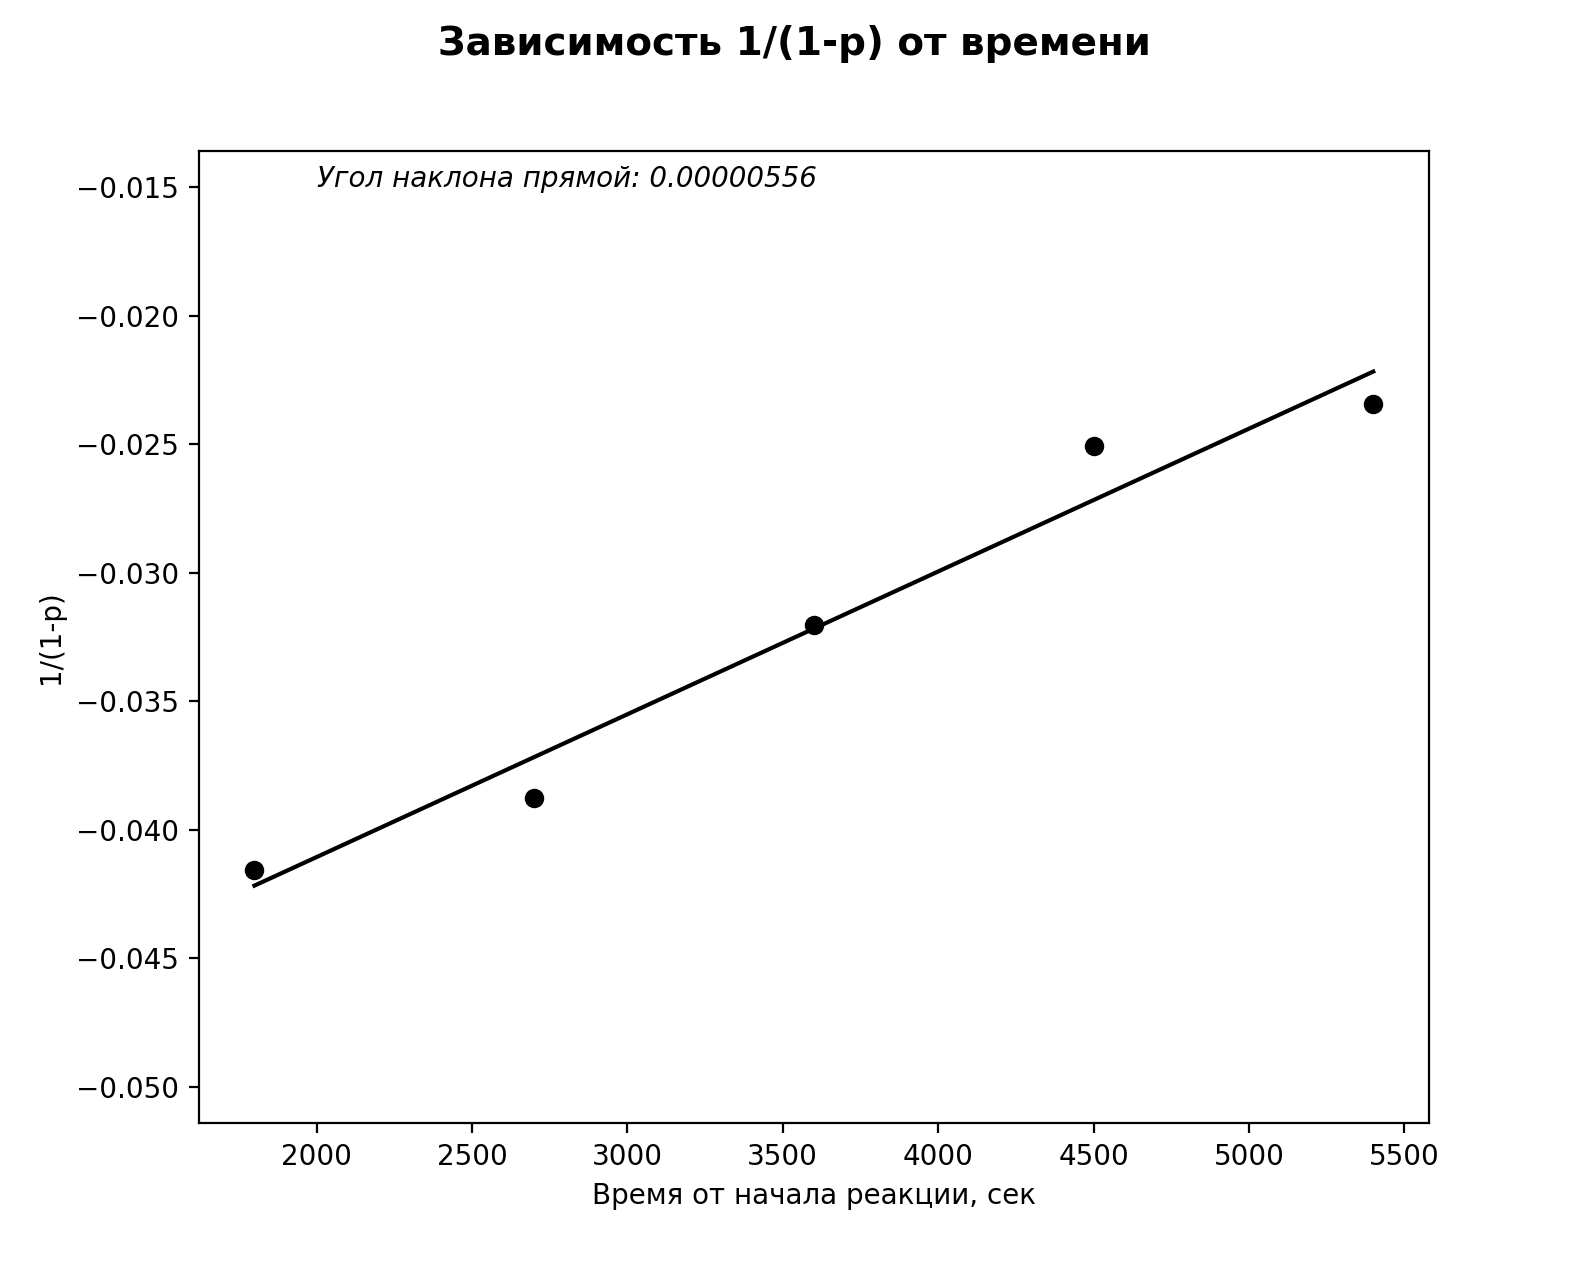 Зависимость 1/(1-p) от времени
Угол наклона прямой: 0.00000556
−0.015
−0.020
−0.025
−0.030
−0.035
−0.040
−0.045
−0.050
1/(1-p)
2000 2500 3000 3500 4000 4500 5000 5500
Время от начала реакции, сек